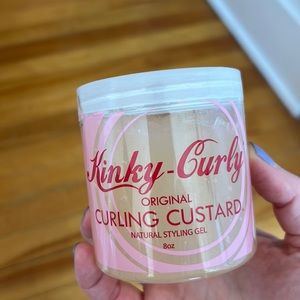 Kinky-Curly
ORIGINAL
CURLING CUSTARD
NATURAL STYLING GEL
8oz